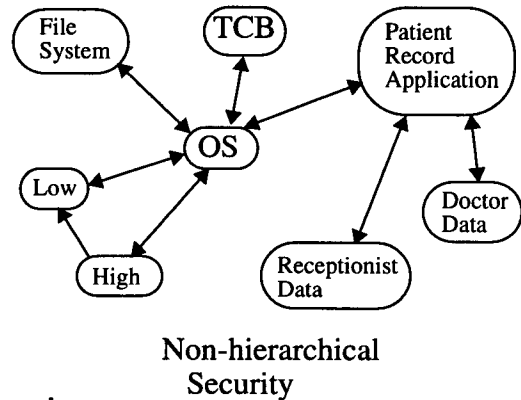 File
System
TCB
Patient
Record
Application
OS
Low
High
Doctor
Data
Receptionist
Data
Non-hierarchical
Security